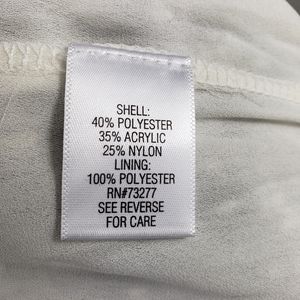 SHELL:
40% POLYESTER
35% ACRYLIC
25% NYLON
LINING:
100% POLYESTER
RN#73277
SEE REVERSE
FOR CARE